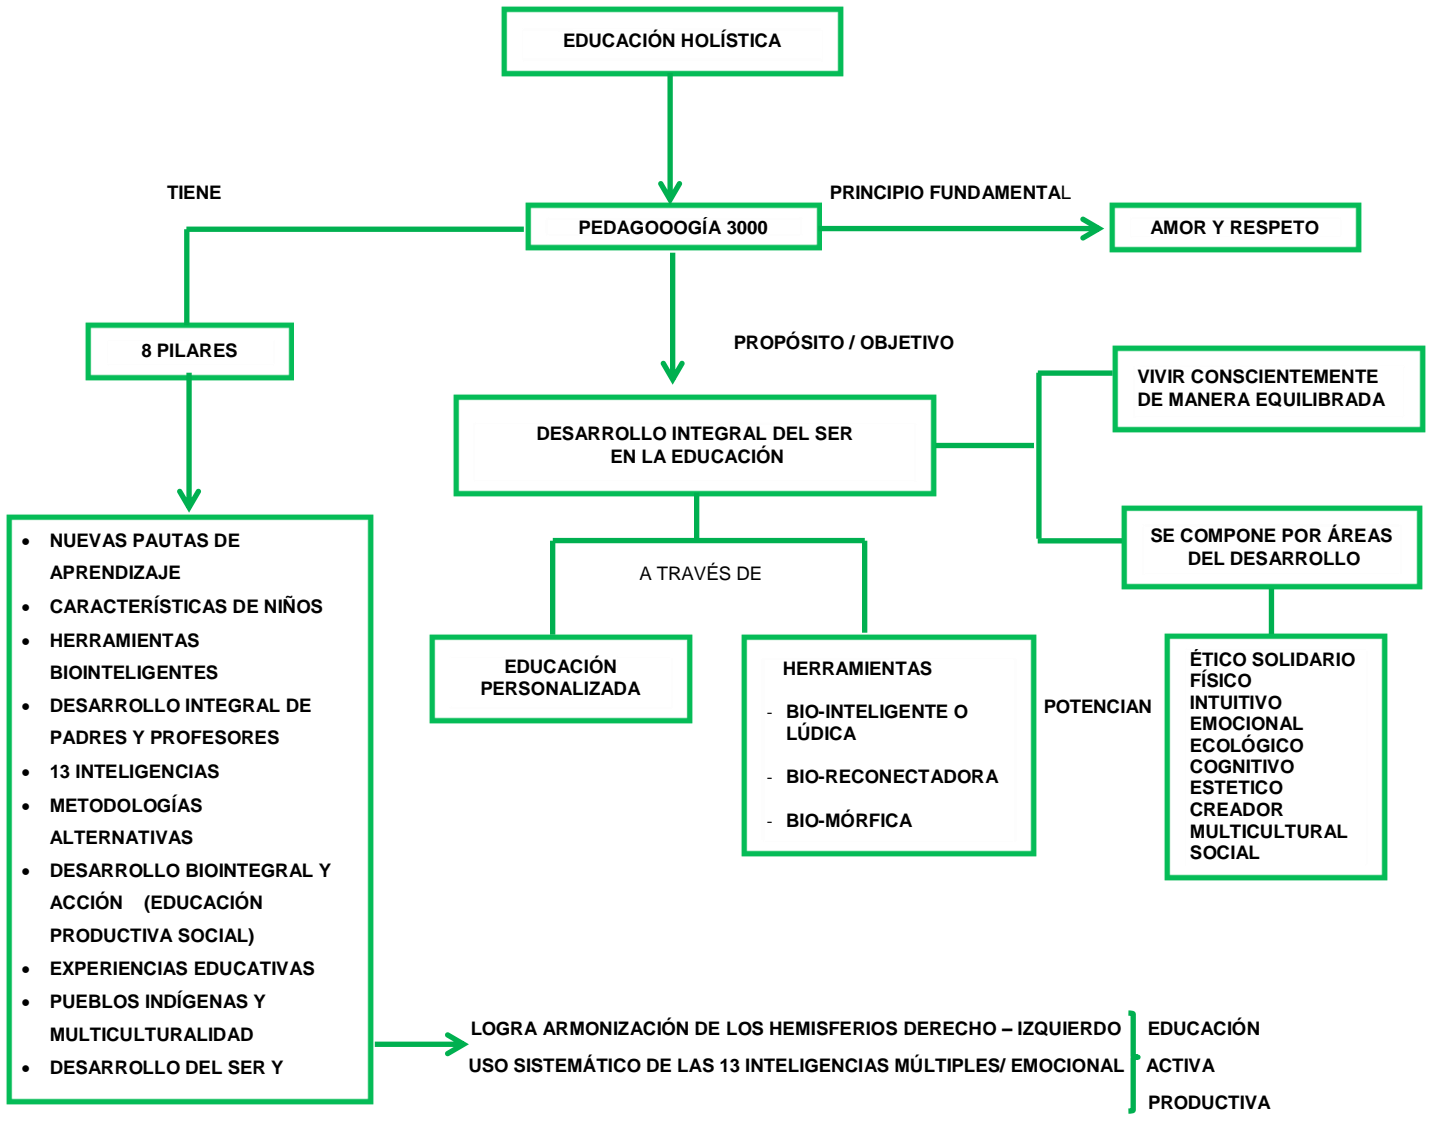 EDUCACIÓN HOLÍSTICA
TIENE
PRINCIPIO FUNDAMENTAL
PEDAGOOOGÍA 3000
AMOR Y RESPETO
8 PILARES
PROPÓSITO / OBJETIVO
VIVIR CONSCIENTEMENTE
DE MANERA EQUILIBRADA
DESARROLLO INTEGRAL DEL SER
EN LA EDUCACIÓN
SE COMPONE POR ÁREAS
DEL DESARROLLO
A TRAVÉS DE
• NUEVAS PAUTAS DE
APRENDIZAJE
• CARACTERÍSTICAS DE NIÑOS
• HERRAMIENTAS
BIOINTELIGENTES
• DESARROLLO INTEGRAL DE
PADRES Y PROFESORES
• 13 INTELIGENCIAS
• METODOLOGÍAS
ALTERNATIVAS
• DESARROLLO BIOINTEGRAL Y
ACCIÓN (EDUCACIÓN
PRODUCTIVA SOCIAL)
• EXPERIENCIAS EDUCATIVAS
• PUEBLOS INDÍGENAS Y
MULTICULTURALIDAD
• DESARROLLO DEL SER Y
EDUCACIÓN
PERSONALIZADA
HERRAMIENTAS
- BIO-INTELIGENTE O
LÚDICA
- BIO-RECONECTADORA
- BIO-MÓRFICA
POTENCIAN
ÉTICO SOLIDARIO
FÍSICO
INTUITIVO
EMOCIONAL
ECOLÓGICO
COGNITIVO
ESTETICO
CREADOR
MULTICULTURAL
SOCIAL
LOGRA ARMONIZACIÓN DE LOS HEMISFERIOS DERECHO – IZQUIERDO
USO SISTEMÁTICO DE LAS 13 INTELIGENCIAS MÚLTIPLES/ EMOCIONAL
EDUCACIÓN
ACTIVA
PRODUCTIVA